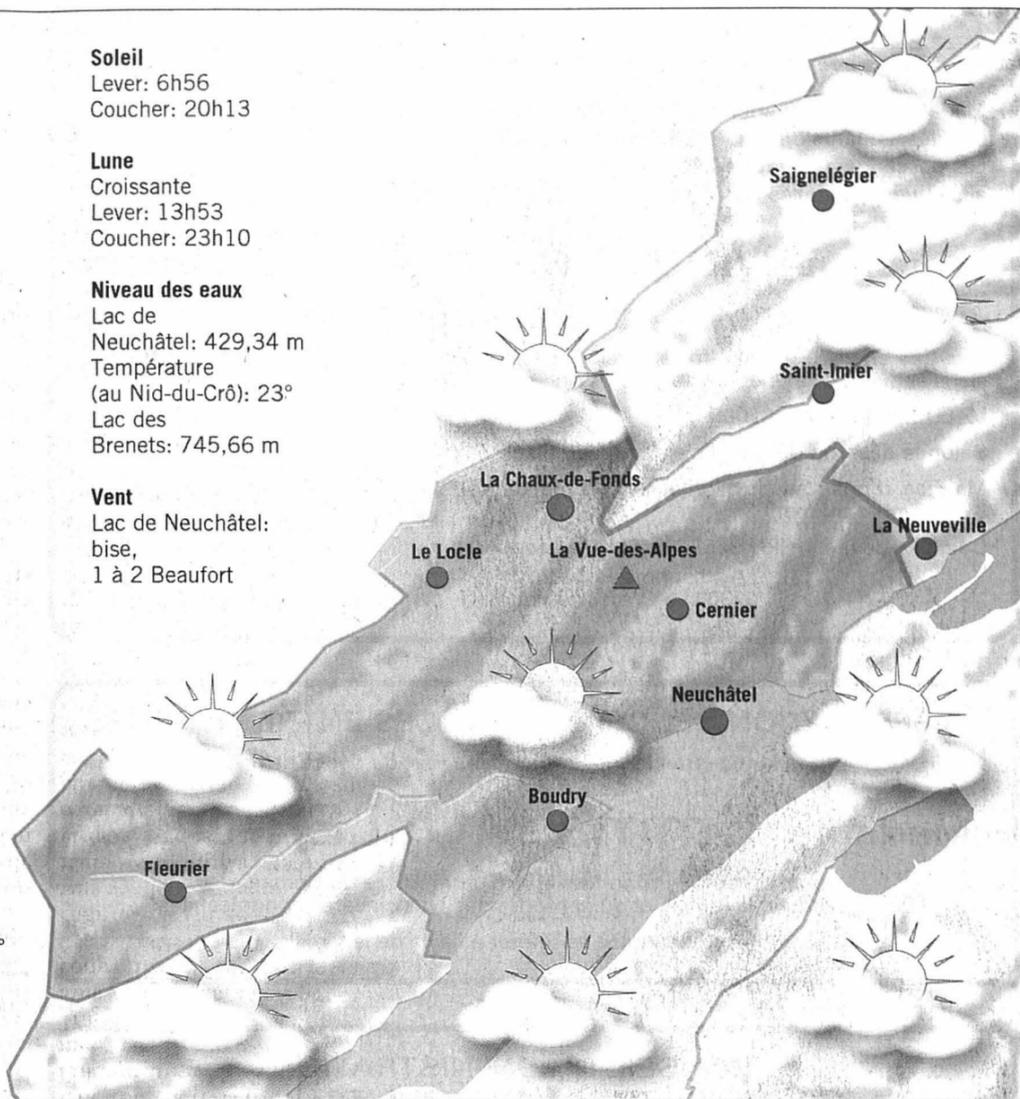 Soleil
Lever: 6h56
Coucher: 20h13
Lune
Croissante
Lever: 13h53
Coucher: 23h10
Niveau des eaux
Lac de
Neuchâtel: 429,34 m
Température
(au Nid-du-Crô): 23°
Lac des
Brenets: 745,66 m
Vent
Lac de Neuchâtel:
bise,
1 à 2 Beaufort
Saignelégier
Saint-Imier
La Chaux-de-Fonds
La Neuveville
Le Locle
La Vue-des-Alpes
Cernier
Neuchâtel
Boudry
Fleurier
°